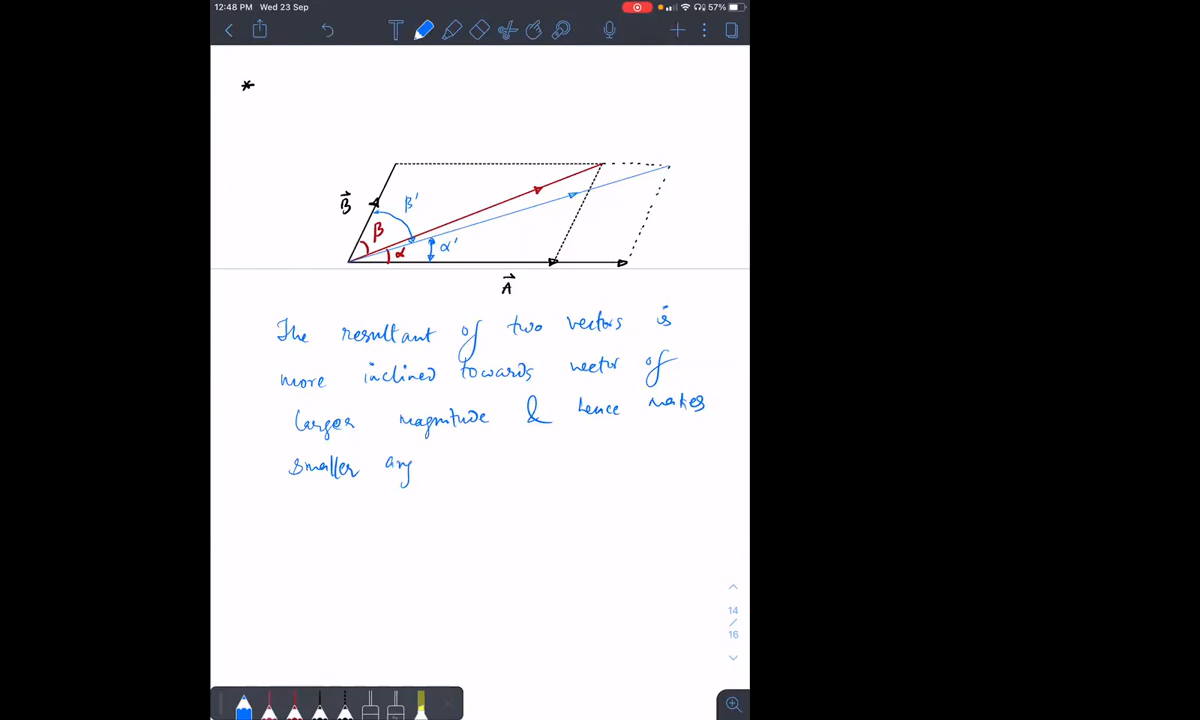 12:48 PM Wed 23 Sep 57%
T
*
B β β' α α'
A
The resultant of two vectors is
more inclined towards vector of
larger magnitude & hence makes
smaller ang
14
/
16